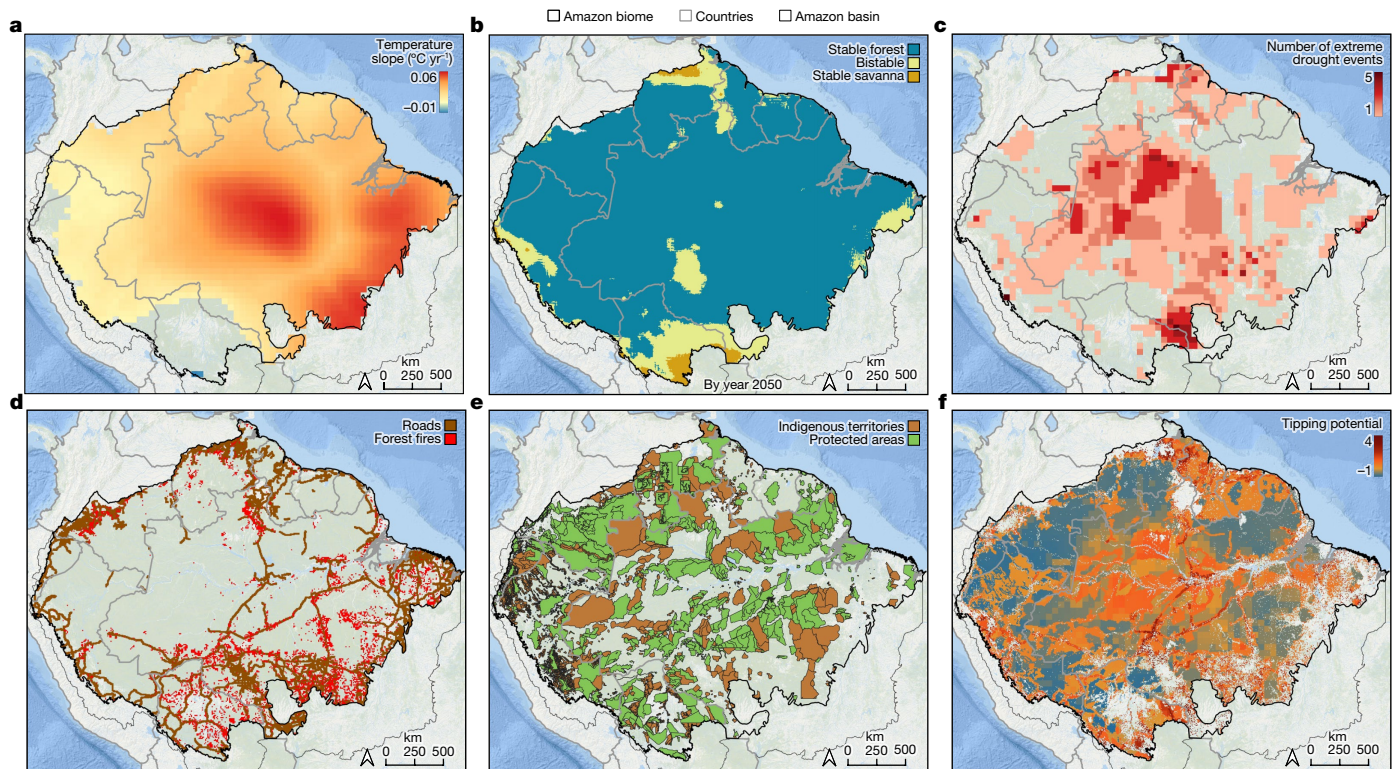 Amazon biome Countries Amazon basin
a
Temperature
slope (ºC yr⁻¹)
0.06
−0.01
km
0 250 500
b
Stable forest
Bistable
Stable savanna
By year 2050
km
0 250 500
c
Number of extreme
drought events
5
1
km
0 250 500
d
Roads
Forest fires
km
0 250 500
e
Indigenous territories
Protected areas
km
0 250 500
f
Tipping potential
4
−1
km
0 250 500